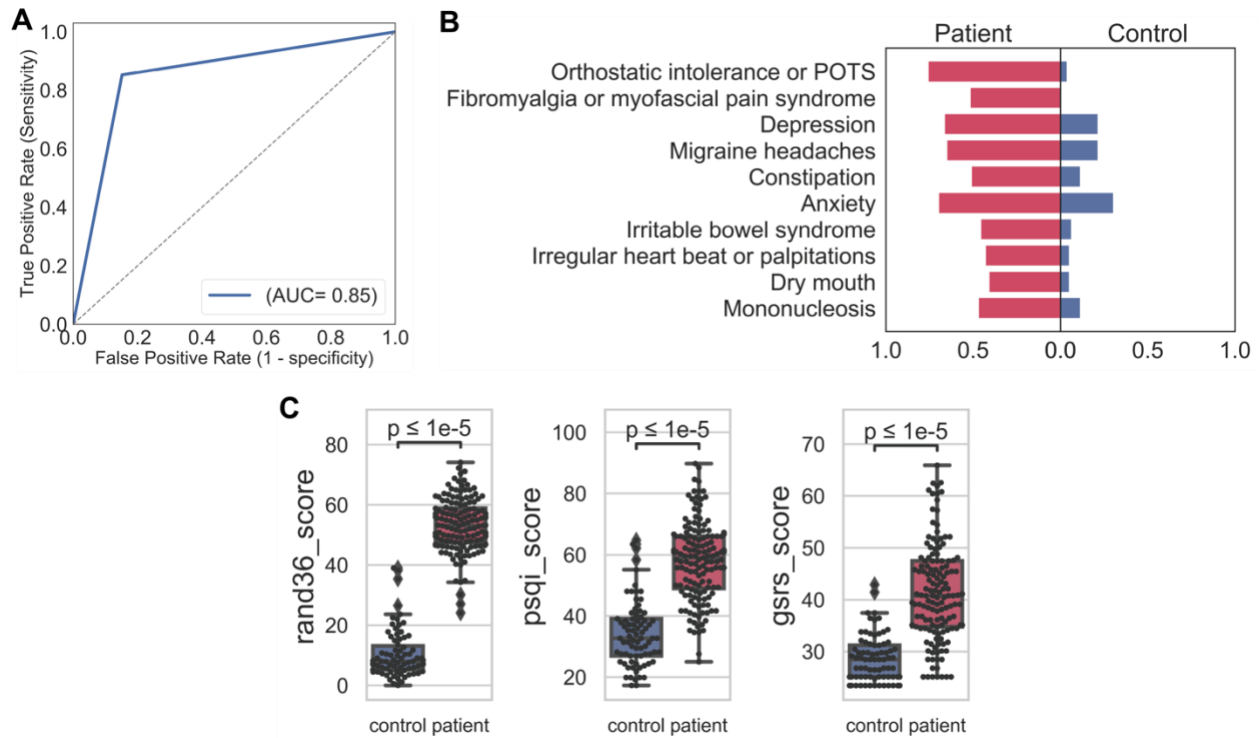 A
1.0
0.8
0.6
0.4
0.2
0.0
0.0 0.2 0.4 0.6 0.8 1.0
True Positive Rate (Sensitivity)
False Positive Rate (1 - specificity)
(AUC= 0.85)
B
Patient Control
Orthostatic intolerance or POTS
Fibromyalgia or myofascial pain syndrome
Depression
Migraine headaches
Constipation
Anxiety
Irritable bowel syndrome
Irregular heart beat or palpitations
Dry mouth
Mononucleosis
1.0 0.5 0.0 0.5 1.0
C
rand36_score
80
60
40
20
0
p ≤ 1e-5
control patient
psqi_score
100
80
60
40
20
p ≤ 1e-5
control patient
gsrs_score
70
60
50
40
30
p ≤ 1e-5
control patient